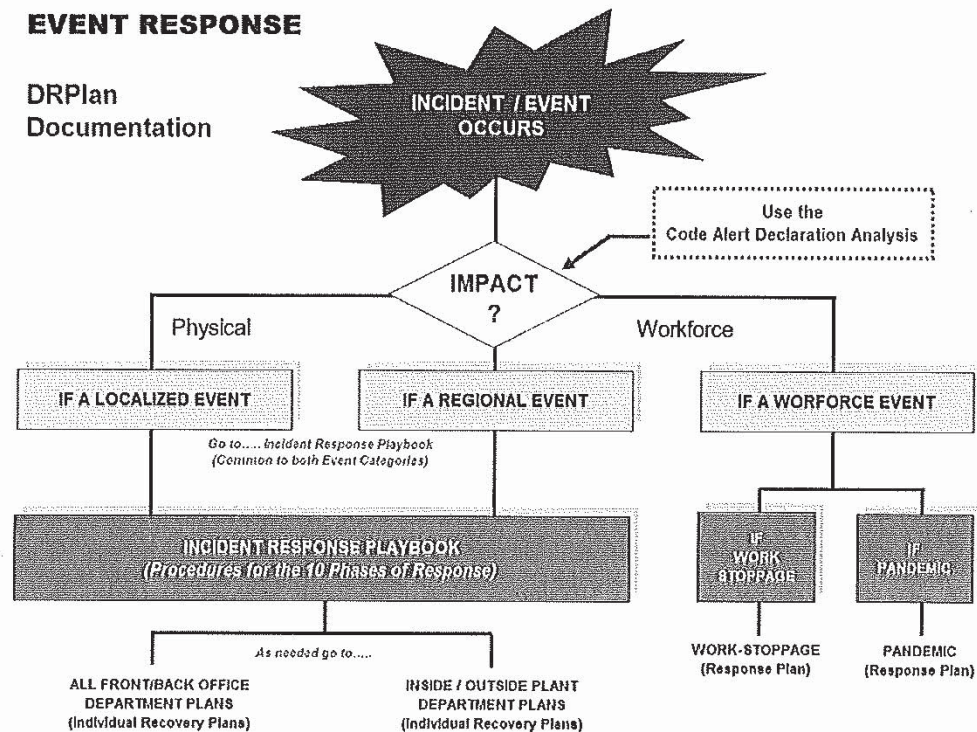 EVENT RESPONSE
DRPlan
Documentation
INCIDENT / EVENT
OCCURS
Use the
Code Alert Declaration Analysis
IMPACT
?
Physical
Workforce
IF A LOCALIZED EVENT
IF A REGIONAL EVENT
IF A WORFORCE EVENT
Go to..... Incident Response Playbook
(Common to both Event Categories)
INCIDENT RESPONSE PLAYBOOK
(Procedures for the 10 Phases of Response)
IF
WORK
STOPPAGE
IF
PANDEMIC
As needed go to.....
WORK-STOPPAGE
(Response Plan)
PANDEMIC
(Response Plan)
ALL FRONT/BACK OFFICE
DEPARTMENT PLANS
(Individual Recovery Plans)
INSIDE / OUTSIDE PLANT
DEPARTMENT PLANS
(Individual Recovery Plans)